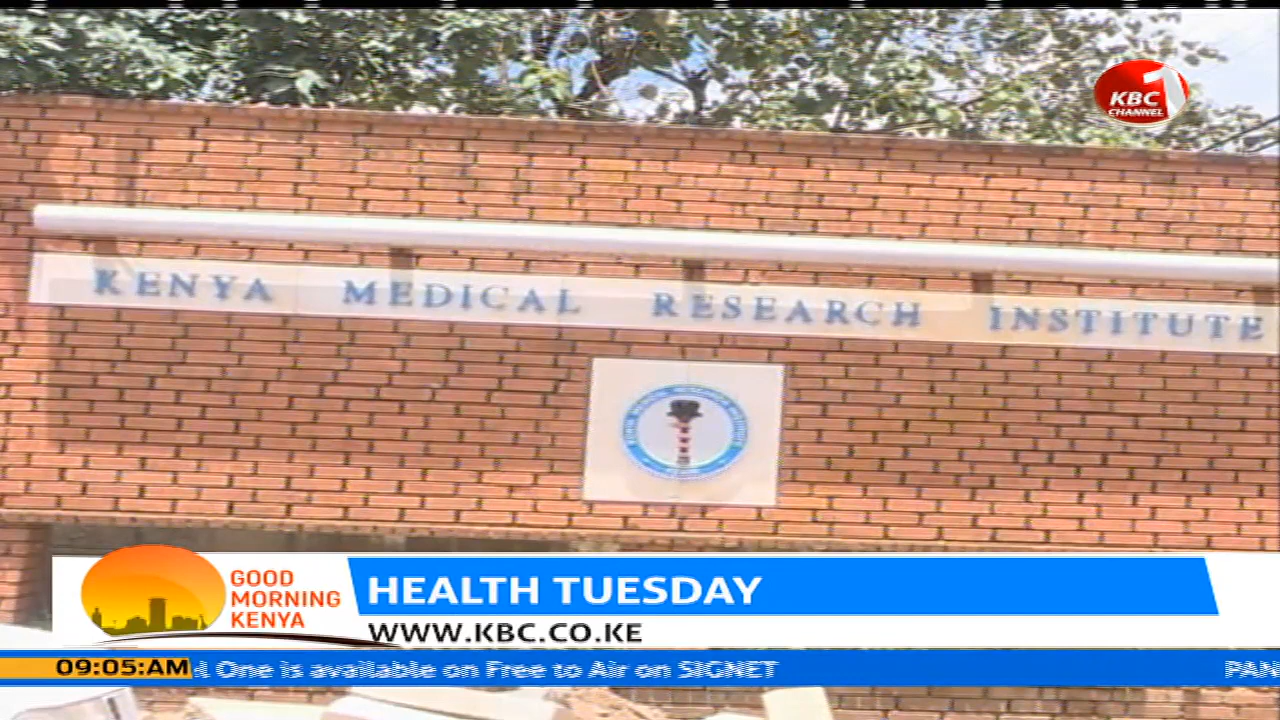 KBC 1
CHANNEL
KENYA MEDICAL RESEARCH INSTITUTE
GOOD
MORNING
KENYA
HEALTH TUESDAY
WWW.KBC.CO.KE
09:05:AM
One is available on Free to Air on SIGNET